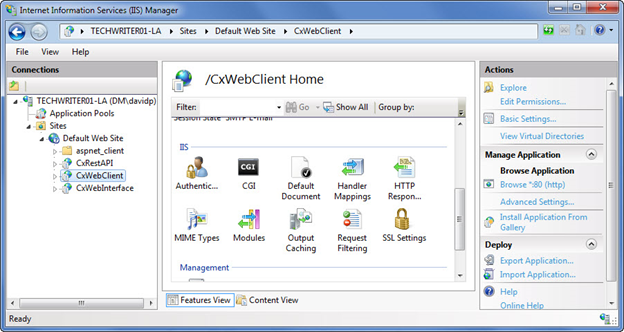 Internet Information Services (IIS) Manager
TECHWRITER01-LA Sites Default Web Site CxWebClient
File View Help
Connections
TECHWRITER01-LA (DM\davidp)
Application Pools
Sites
Default Web Site
aspnet_client
CxRestAPI
CxWebClient
CxWebInterface
/CxWebClient Home
Filter: Go Show All Group by:
Session State SMTP E-mail
IIS
Authentic... CGI Default Document Handler Mappings HTTP Respon...
MIME Types Modules Output Caching Request Filtering SSL Settings
Management
Features View Content View
Actions
Explore
Edit Permissions...
Basic Settings...
View Virtual Directories
Manage Application
Browse Application
Browse *:80 (http)
Advanced Settings...
Install Application From
Gallery
Deploy
Export Application...
Import Application...
Help
Online Help
Ready